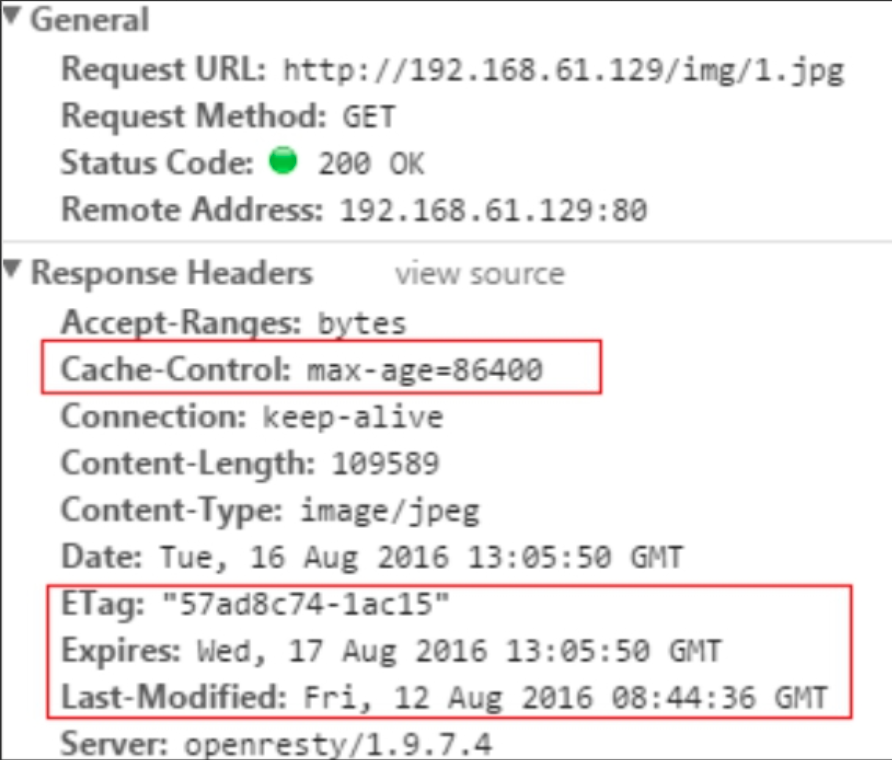 General
Request URL: http://192.168.61.129/img/1.jpg
Request Method: GET
Status Code: 200 OK
Remote Address: 192.168.61.129:80
Response Headers view source
Accept-Ranges: bytes
Cache-Control: max-age=86400
Connection: keep-alive
Content-Length: 109589
Content-Type: image/jpeg
Date: Tue, 16 Aug 2016 13:05:50 GMT
ETag: "57ad8c74-1ac15"
Expires: Wed, 17 Aug 2016 13:05:50 GMT
Last-Modified: Fri, 12 Aug 2016 08:44:36 GMT
Server: openresty/1.9.7.4